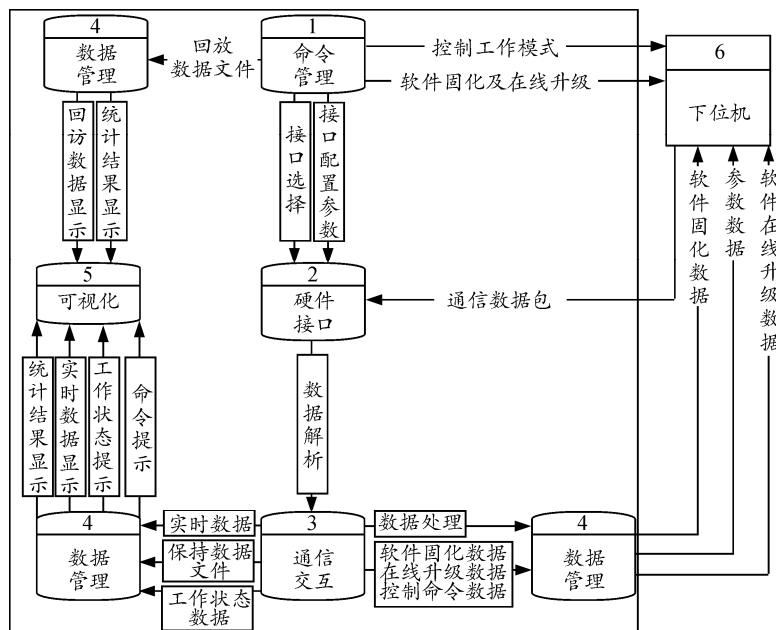 4
数据
管理
回放
数据文件
1
命令
管理
控制工作模式
软件固化及在线升级
6
下位机
回访数据显示
统计结果显示
接口选择
接口配置参数
软件固化数据
参数数据
软件在线升级数据
5
可视化
2
硬件
接口
通信数据包
统计结果显示
实时数据显示
工作状态提示
命令提示
数据解析
4
数据
管理
实时数据
保持数据
文件
工作状态
数据
3
通信
交互
数据处理
软件固化数据
在线升级数据
控制命令数据
4
数据
管理